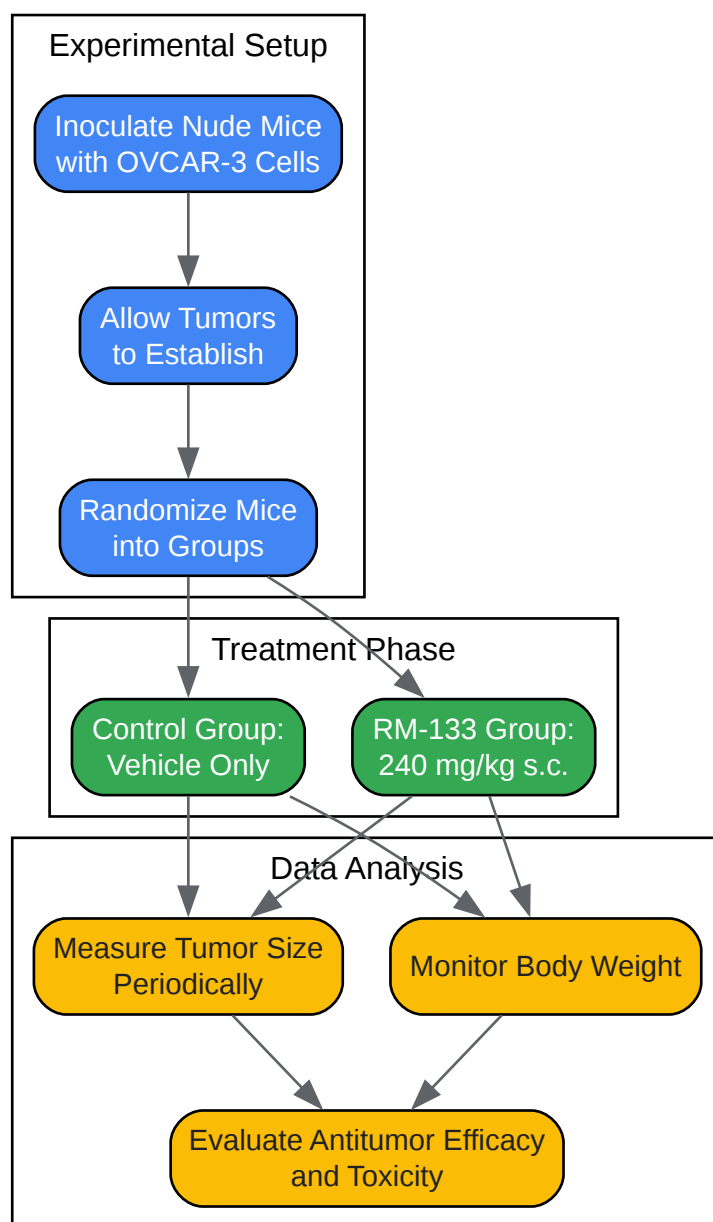 Experimental Setup
Inoculate Nude Mice
with OVCAR-3 Cells
Allow Tumors
to Establish
Randomize Mice
into Groups
Treatment Phase
Control Group:
Vehicle Only
RM-133 Group:
240 mg/kg s.c.
Data Analysis
Measure Tumor Size
Periodically
Monitor Body Weight
Evaluate Antitumor Efficacy
and Toxicity